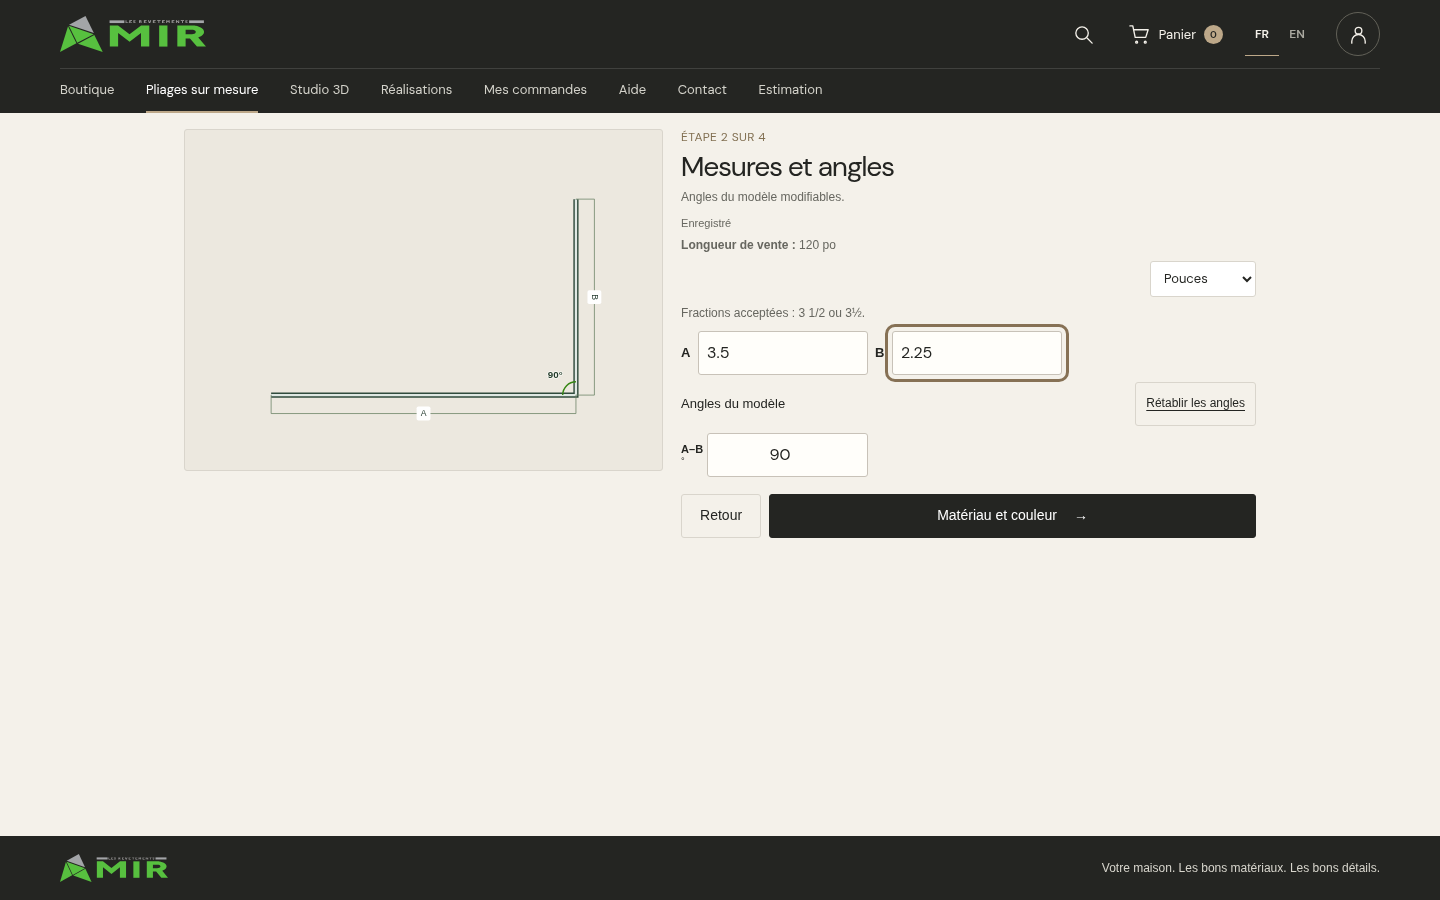 LES REVÊTEMENTS
MIR
Panier 0 FR EN
Boutique Pliages sur mesure Studio 3D Réalisations Mes commandes Aide Contact Estimation
ÉTAPE 2 SUR 4
Mesures et angles
Angles du modèle modifiables.
Enregistré
Longueur de vente : 120 po
Pouces
Fractions acceptées : 3 1/2 ou 3½.
A 3.5 B 2.25
Angles du modèle Rétablir les angles
A–B
° 90
Retour Matériau et couleur →
B
90°
A
LES REVÊTEMENTS
MIR
Votre maison. Les bons matériaux. Les bons détails.